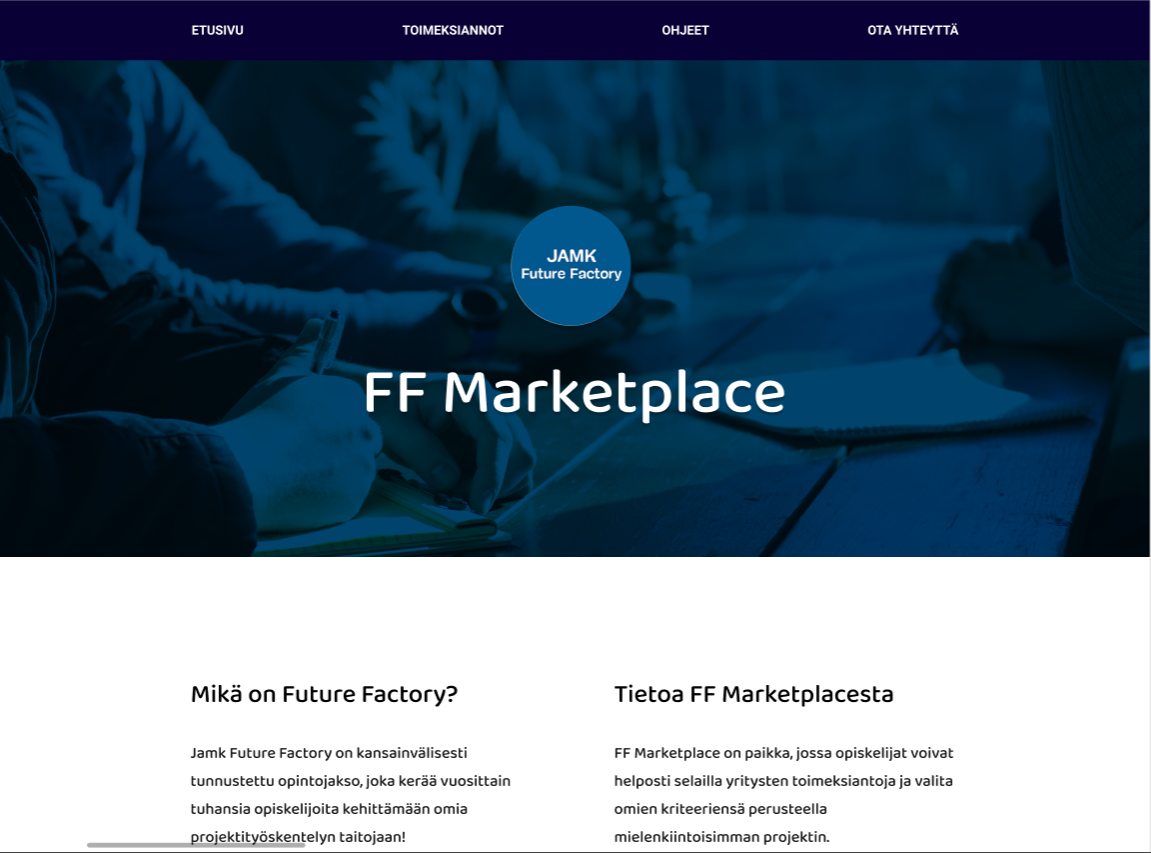 ETUSIVU TOIMEKSIANNOT OHJEET OTA YHTEYTTÄ
JAMK
Future Factory
FF Marketplace
Mikä on Future Factory?
Jamk Future Factory on kansainvälisesti
tunnustettu opintojakso, joka kerää vuosittain
tuhansia opiskelijoita kehittämään omia
projektityöskentelyn taitojaan!
Tietoa FF Marketplacesta
FF Marketplace on paikka, jossa opiskelijat voivat
helposti selailla yritysten toimeksiantoja ja valita
omien kriteeriensä perusteella
mielenkiintoisimman projektin.